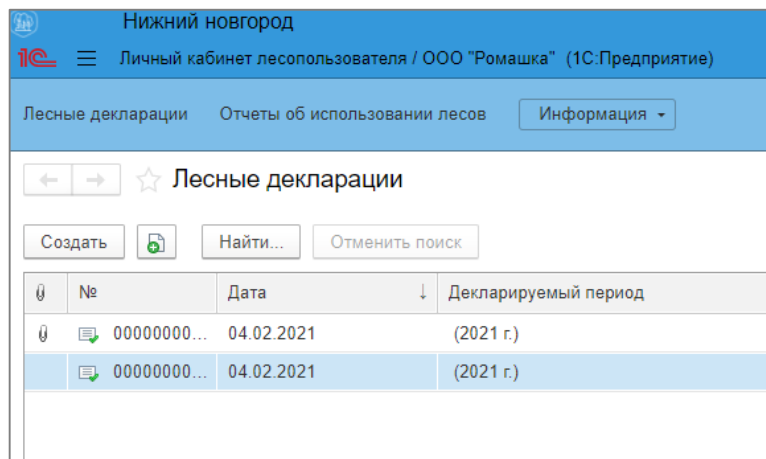 Нижний новгород
1С Личный кабинет лесопользователя / ООО "Ромашка" (1С:Предприятие)
Лесные декларации Отчеты об использовании лесов Информация
Лесные декларации
Создать Найти... Отменить поиск
№ Дата ↓ Декларируемый период
00000000... 04.02.2021 (2021 г.)
00000000... 04.02.2021 (2021 г.)